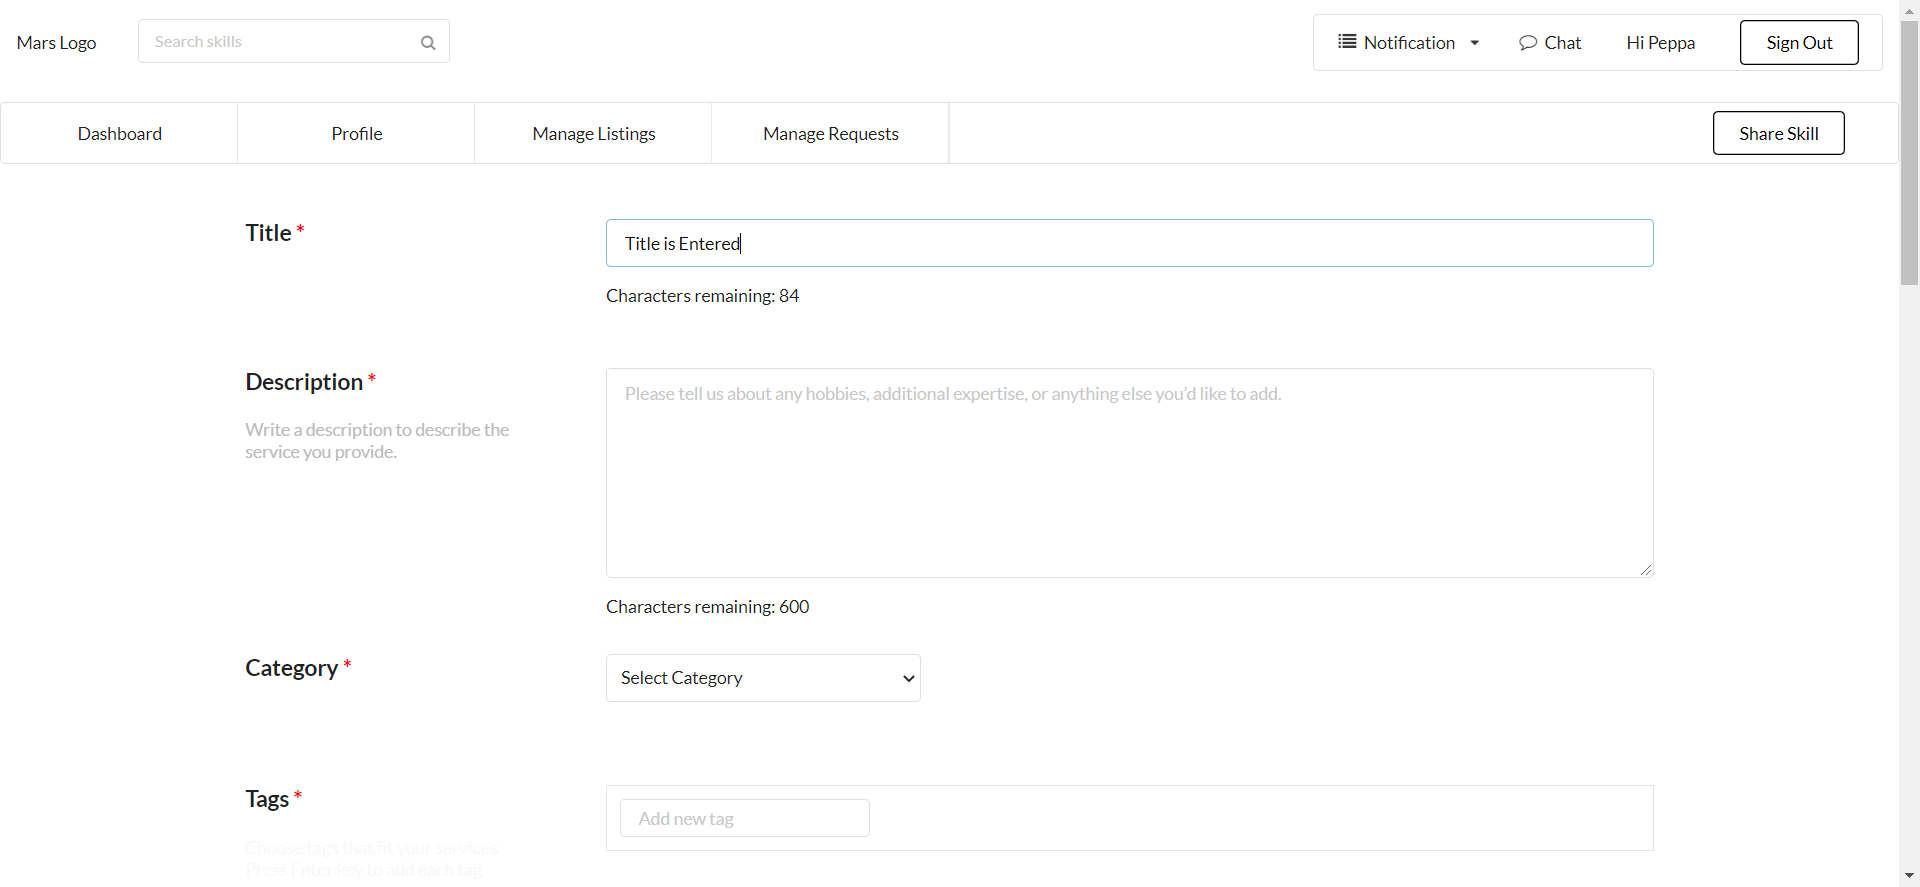 Mars Logo
Search skills
Notification
Chat
Hi Peppa
Sign Out
Dashboard
Profile
Manage Listings
Manage Requests
Share Skill
Title *
Title is Entered
Characters remaining: 84
Description *
Write a description to describe the
service you provide.
Please tell us about any hobbies, additional expertise, or anything else you'd like to add.
Characters remaining: 600
Category *
Select Category
Tags *
Choose tags that fit your services.
Press Enter key to add each tag.
Add new tag